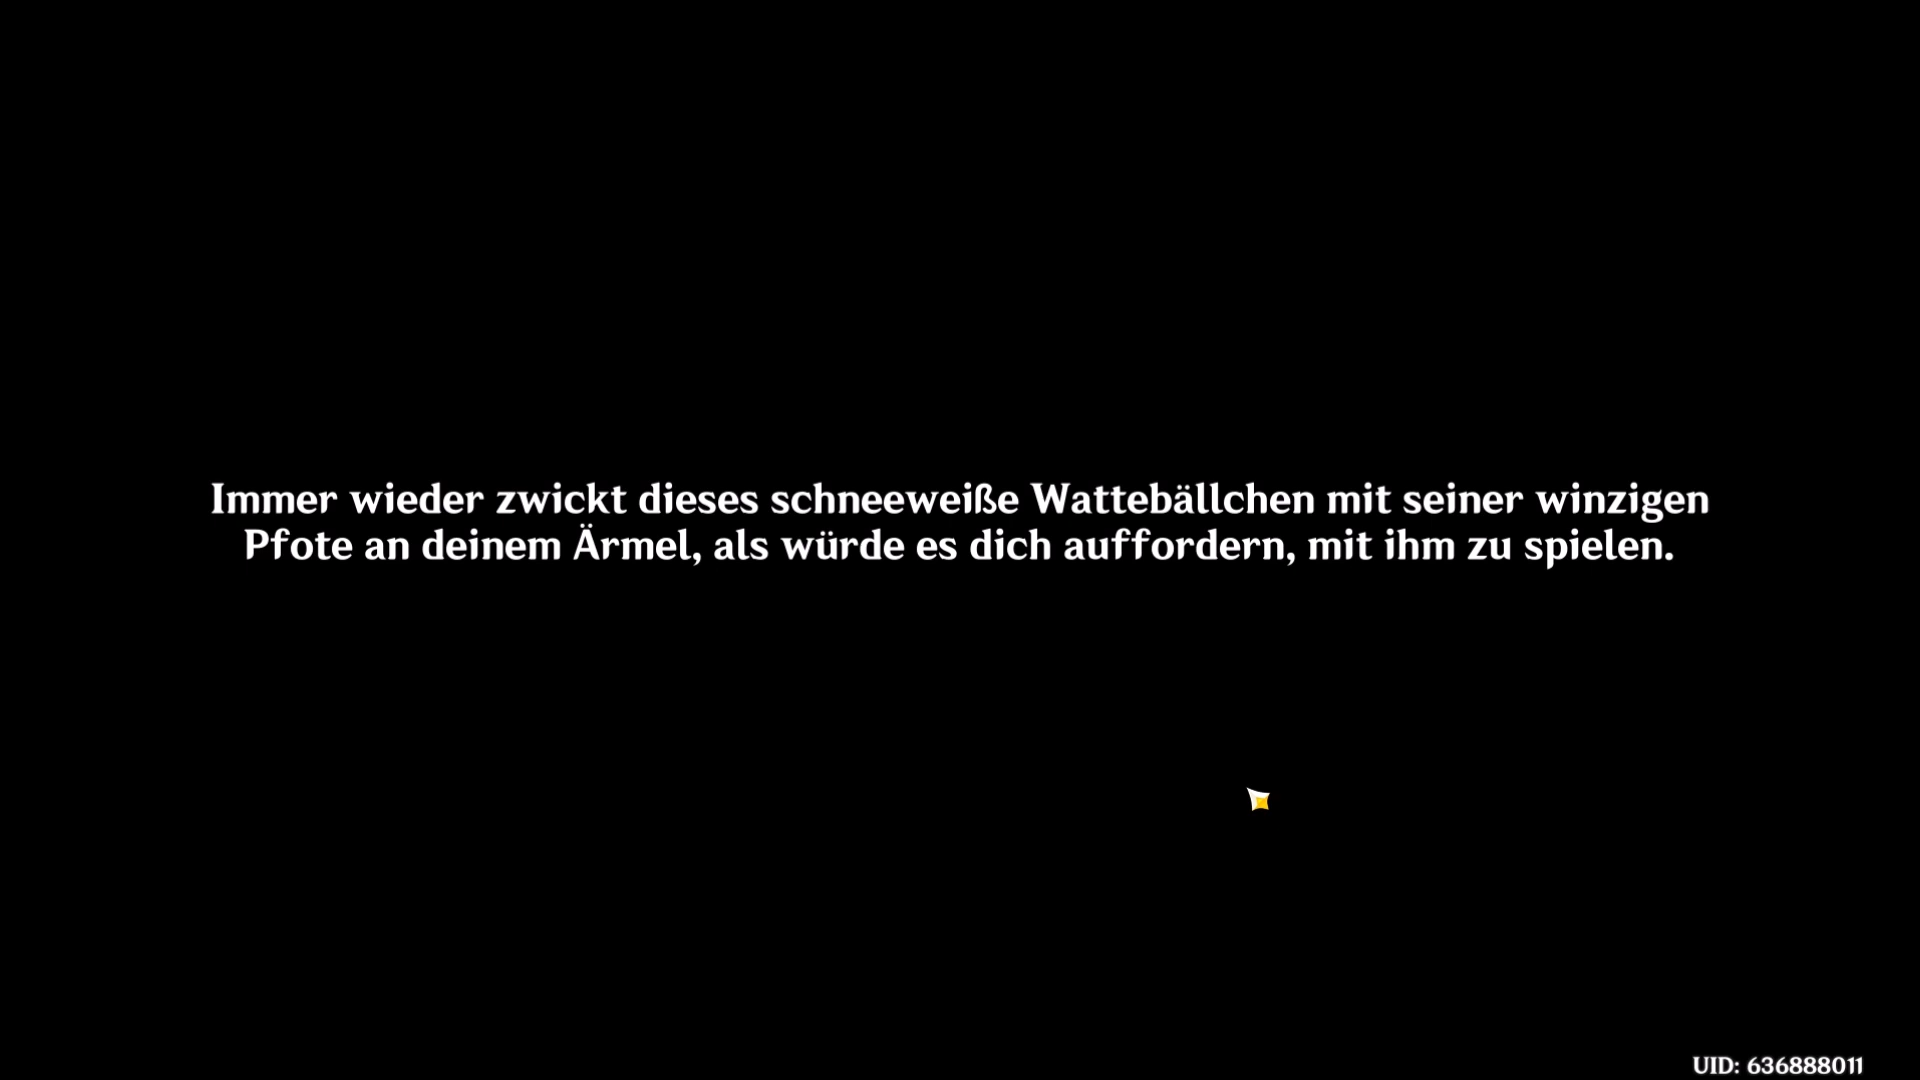 Immer wieder zwickt dieses schneeweiße Wattebällchen mit seiner winzigen
Pfote an deinem Ärmel, als würde es dich auffordern, mit ihm zu spielen.
UID: 636888011